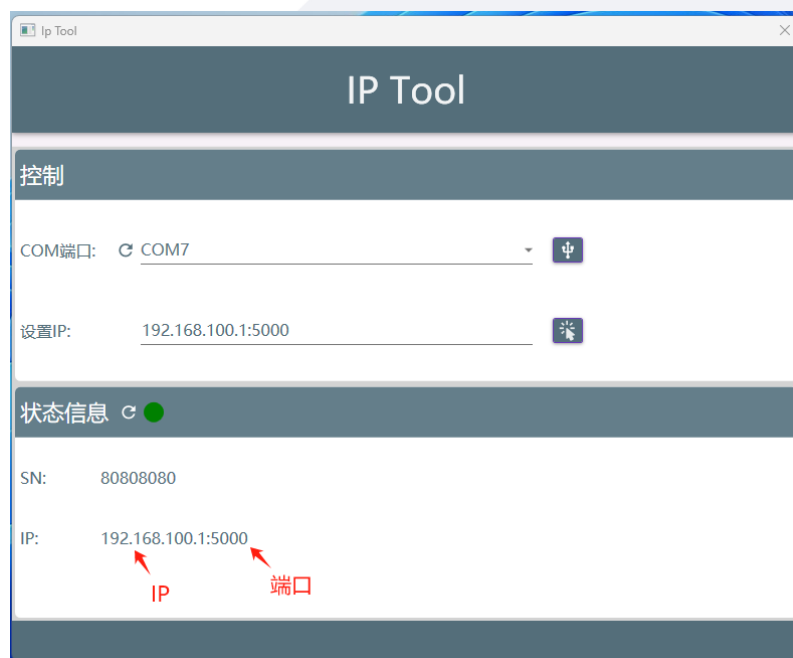 Ip Tool
IP Tool
控制
COM端口: COM7
设置IP: 192.168.100.1:5000
状态信息
SN: 80808080
IP: 192.168.100.1:5000
IP
端口